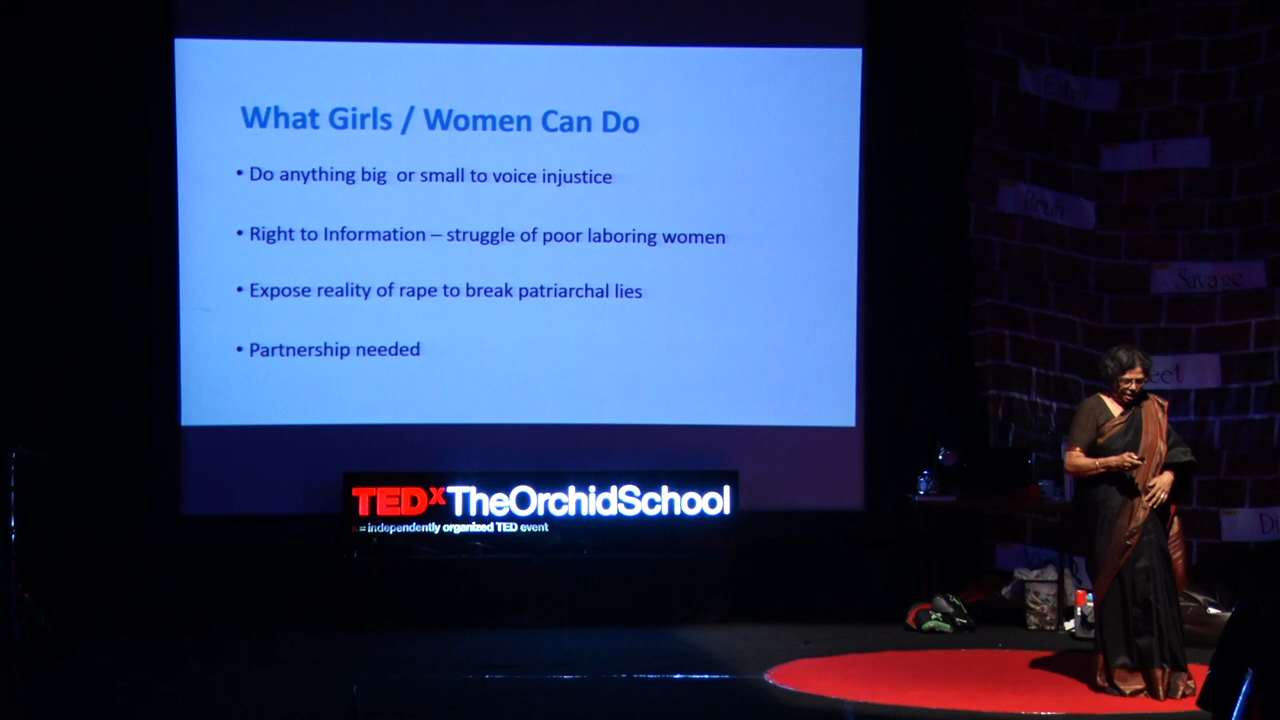 What Girls / Women Can Do
• Do anything big or small to voice injustice
• Right to Information – struggle of poor laboring women
• Expose reality of rape to break patriarchal lies
• Partnership needed
TEDxTheOrchidSchool
x = independently organized TED event
Savage